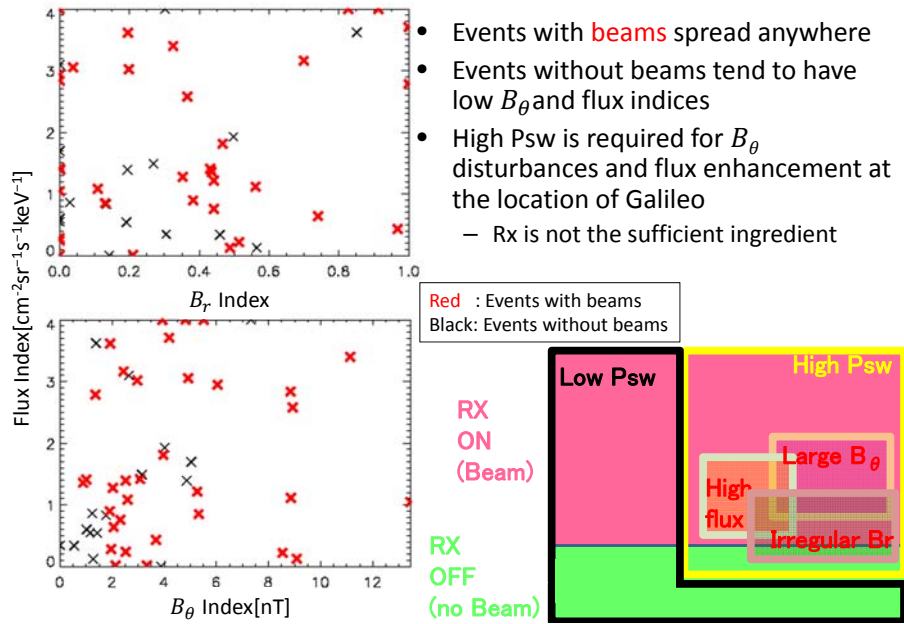 4
3
2
1
0
0.0 0.2 0.4 0.6 0.8 1.0
B_r Index
4
3
2
1
0
0 2 4 6 8 10 12
B_θ Index[nT]
Flux Index[cm⁻²sr⁻¹s⁻¹keV⁻¹]
• Events with beams spread anywhere
• Events without beams tend to have
low B_θ and flux indices
• High Psw is required for B_θ
disturbances and flux enhancement at
the location of Galileo
– Rx is not the sufficient ingredient
Red : Events with beams
Black: Events without beams
Low Psw
High Psw
RX
ON
(Beam)
Large B θ
High
flux
Irregular Br
RX
OFF
(no Beam)